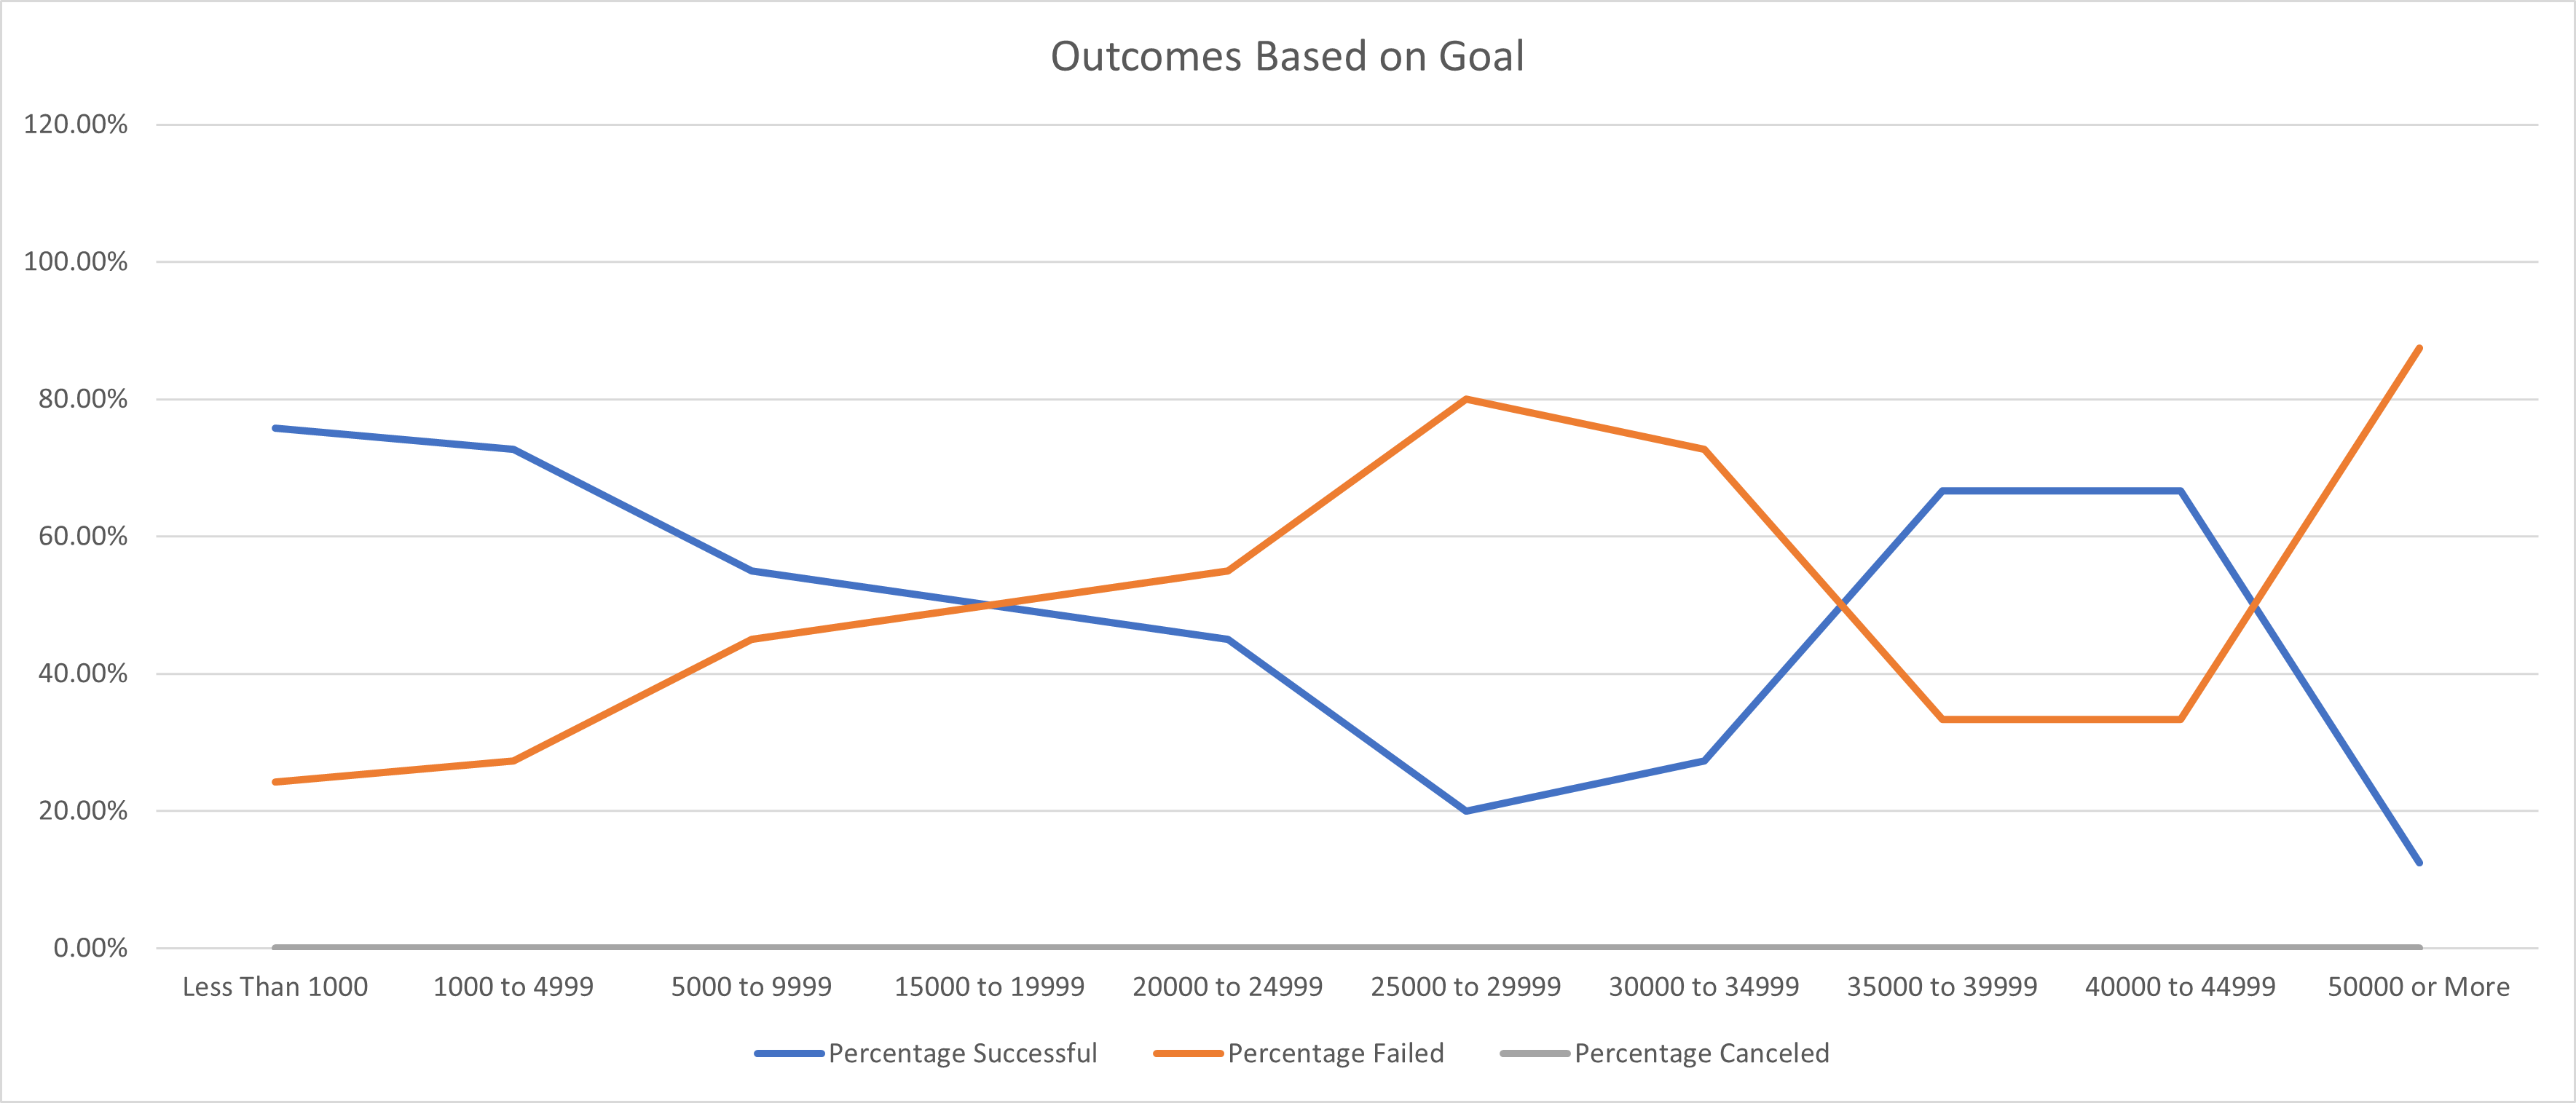 Outcomes Based on Goal
120.00%
100.00%
80.00%
60.00%
40.00%
20.00%
0.00%
Less Than 1000 1000 to 4999 5000 to 9999 15000 to 19999 20000 to 24999 25000 to 29999 30000 to 34999 35000 to 39999 40000 to 44999 50000 or More
Percentage Successful Percentage Failed Percentage Canceled